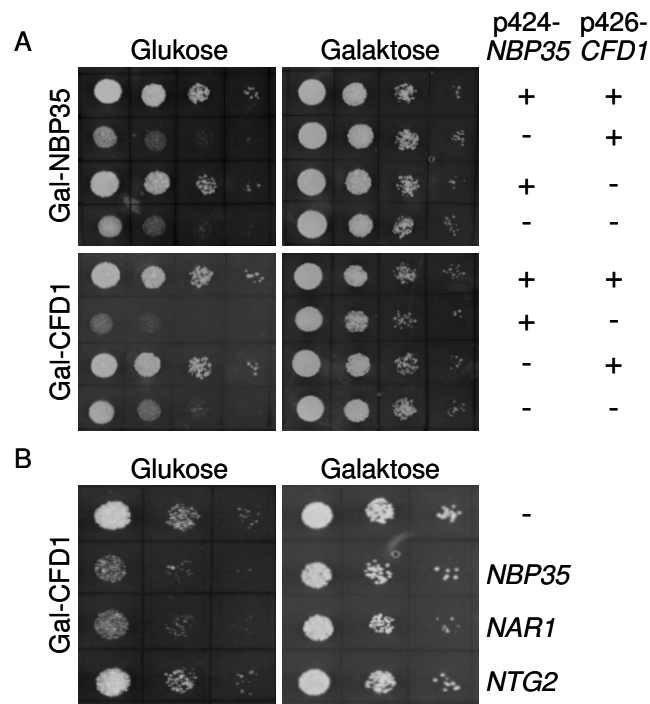 A
Glukose Galaktose
p424- p426-
NBP35 CFD1
Gal-NBP35
+ +
- +
+ -
- -
Gal-CFD1
+ +
+ -
- +
- -
B
Glukose Galaktose
Gal-CFD1
-
NBP35
NAR1
NTG2